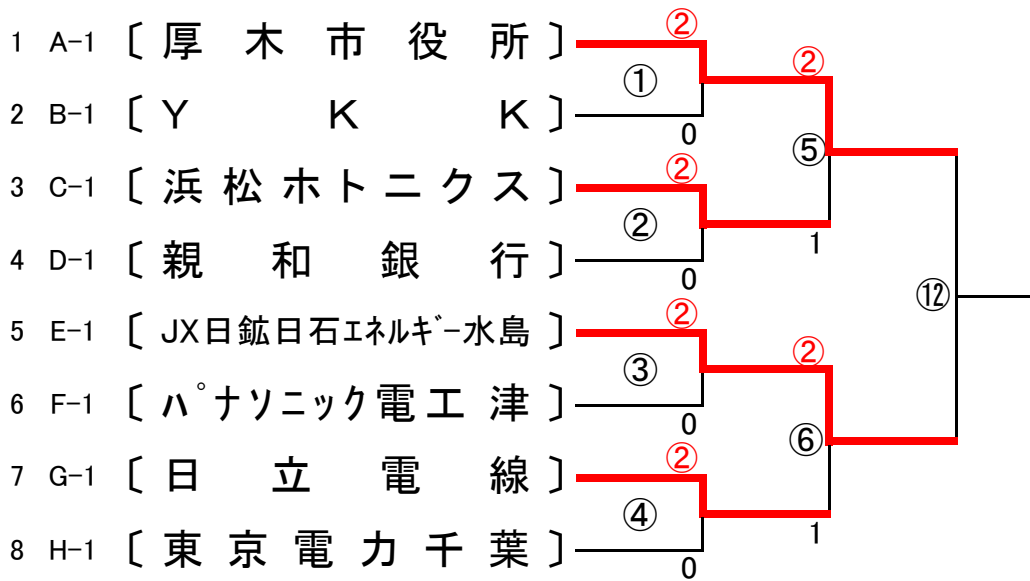 1 A-1 〔 厚 木 市 役 所 〕 ② ②
①
2 B-1 〔 Y K K 〕 0
⑤
3 C-1 〔 浜 松 ホ ト ニ ク ス 〕 ②
② 1
4 D-1 〔 親 和 銀 行 〕 0
⑫
5 E-1 〔 JX日鉱日石エネルギー水島 〕 ② ②
③
6 F-1 〔 パナソニック電工 津 〕 0
⑥
7 G-1 〔 日 立 電 線 〕 ②
④ 1
8 H-1 〔 東 京 電 力 千 葉 〕 0